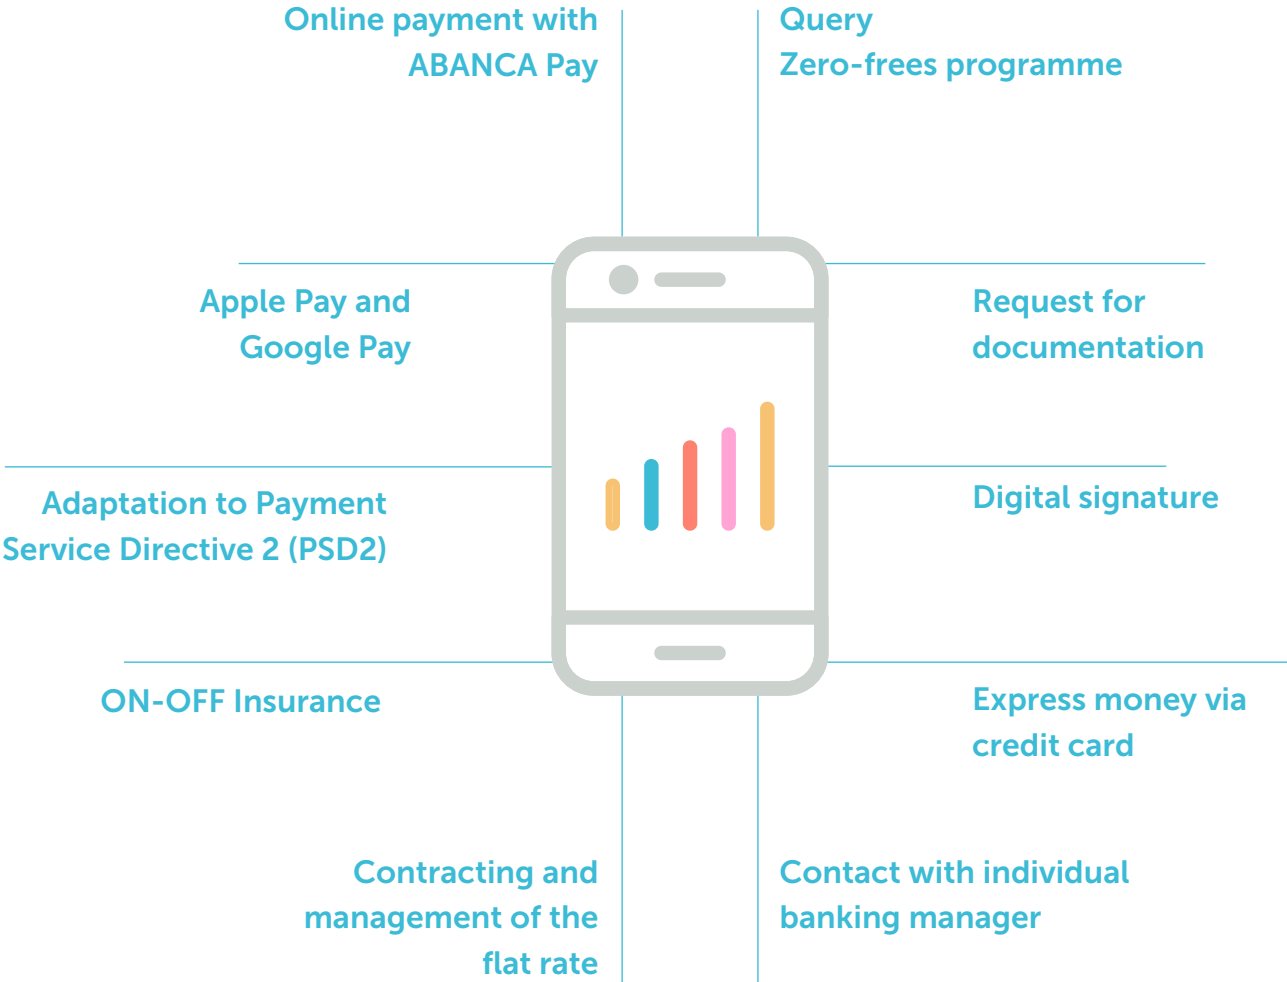 Online payment with
ABANCA Pay
Query
Zero-frees programme
Apple Pay and
Google Pay
Request for
documentation
Adaptation to Payment
Service Directive 2 (PSD2)
Digital signature
ON-OFF Insurance
Express money via
credit card
Contracting and
management of the
flat rate
Contact with individual
banking manager